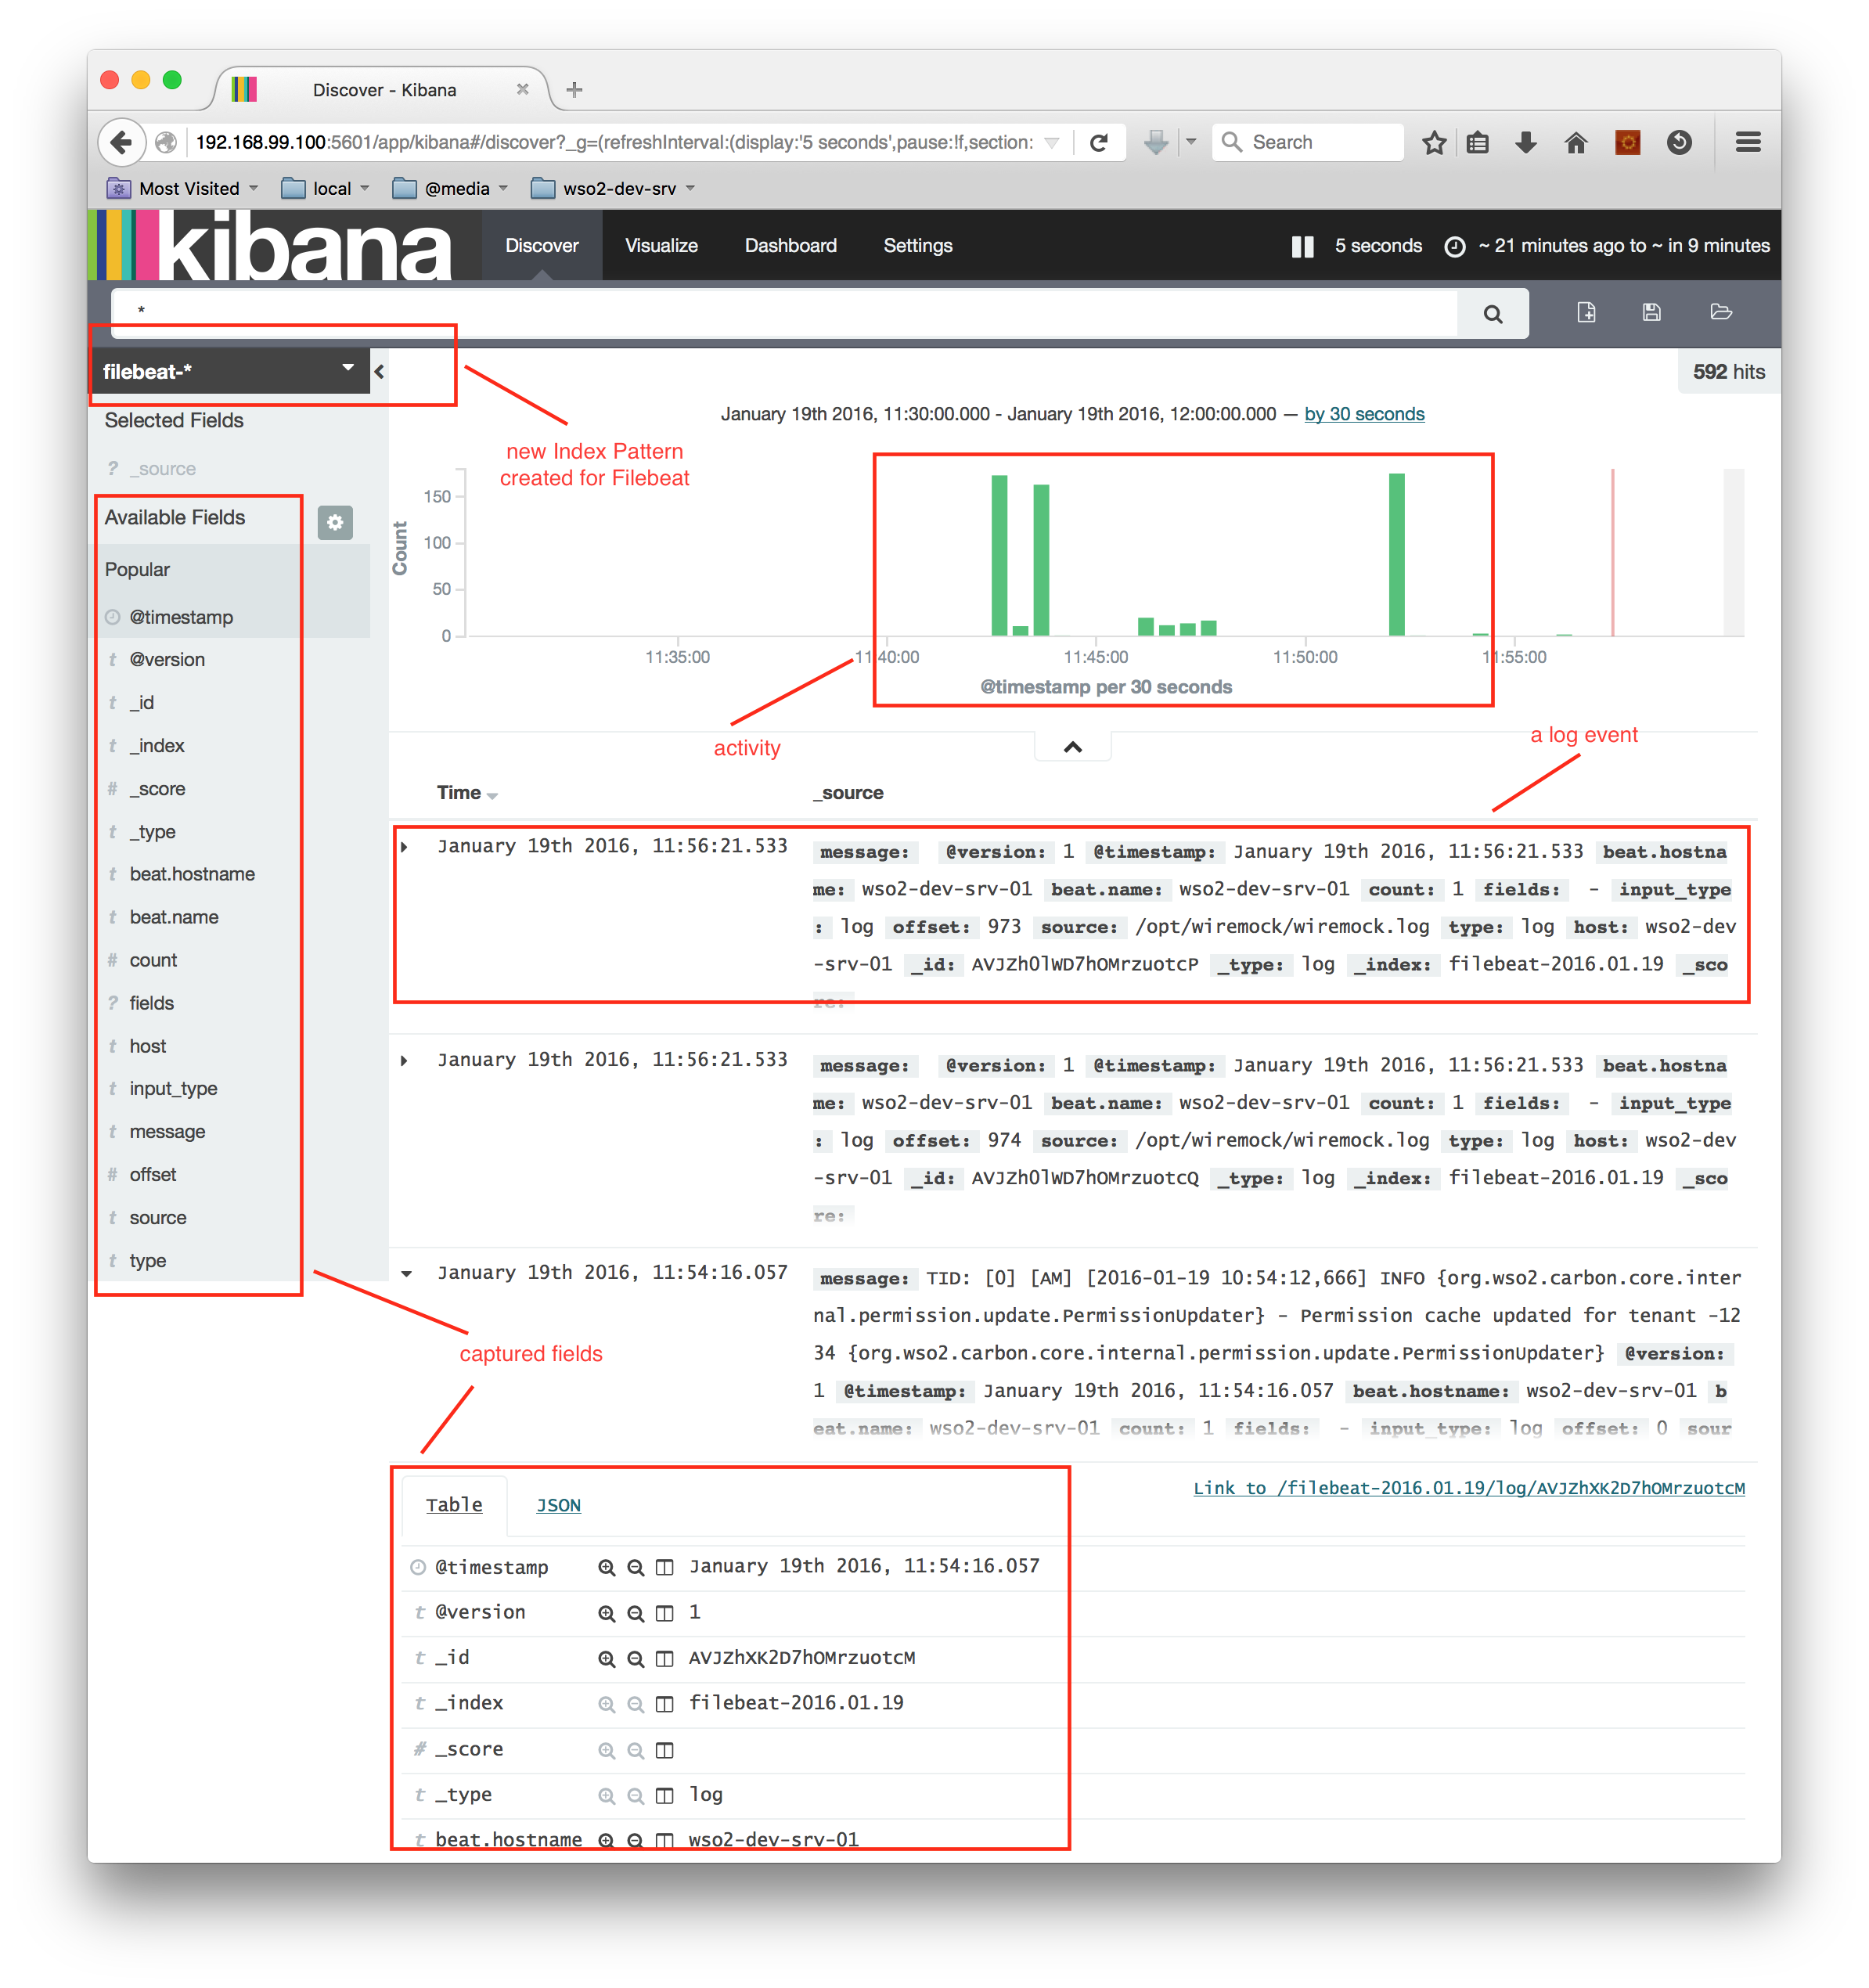 Discover - Kibana
192.168.99.100:5601/app/kibana#/discover?_g=(refreshInterval:(display:'5 seconds',pause:!f,section:
Search
Most Visited
local
@media
wso2-dev-srv
kibana
Discover
Visualize
Dashboard
Settings
5 seconds
~ 21 minutes ago to ~ in 9 minutes
*
filebeat-*
592 hits
Selected Fields
? _source
January 19th 2016, 11:30:00.000 - January 19th 2016, 12:00:00.000 — by 30 seconds
new Index Pattern
created for Filebeat
Available Fields
Popular
@timestamp
t @version
t _id
t _index
# _score
t _type
t beat.hostname
t beat.name
# count
? fields
t host
t input_type
t message
# offset
t source
t type
Count
150
100
50
0
11:35:00
11:40:00
11:45:00
11:50:00
11:55:00
@timestamp per 30 seconds
activity
a log event
captured fields
Time
_source
January 19th 2016, 11:56:21.533
message: @version: 1 @timestamp: January 19th 2016, 11:56:21.533 beat.hostna
me: wso2-dev-srv-01 beat.name: wso2-dev-srv-01 count: 1 fields: - input_type
: log offset: 973 source: /opt/wiremock/wiremock.log type: log host: wso2-dev
-srv-01 _id: AVJZhOlWD7hOMrzuotcP _type: log _index: filebeat-2016.01.19 _sco
re:
January 19th 2016, 11:56:21.533
message: @version: 1 @timestamp: January 19th 2016, 11:56:21.533 beat.hostna
me: wso2-dev-srv-01 beat.name: wso2-dev-srv-01 count: 1 fields: - input_type
: log offset: 974 source: /opt/wiremock/wiremock.log type: log host: wso2-dev
-srv-01 _id: AVJZhOlWD7hOMrzuotcQ _type: log _index: filebeat-2016.01.19 _sco
re:
January 19th 2016, 11:54:16.057
message: TID: [0] [AM] [2016-01-19 10:54:12,666] INFO {org.wso2.carbon.core.inter
nal.permission.update.PermissionUpdater} - Permission cache updated for tenant -12
34 {org.wso2.carbon.core.internal.permission.update.PermissionUpdater} @version:
1 @timestamp: January 19th 2016, 11:54:16.057 beat.hostname: wso2-dev-srv-01 b
eat.name: wso2-dev-srv-01 count: 1 fields: - input_type: log offset: 0 sour
Table
JSON
Link to /filebeat-2016.01.19/log/AVJZhXK2D7hOMrzuotcM
@timestamp January 19th 2016, 11:54:16.057
t @version 1
t _id AVJZhXK2D7hOMrzuotcM
t _index filebeat-2016.01.19
# _score
t _type log
t beat.hostname wso2-dev-srv-01